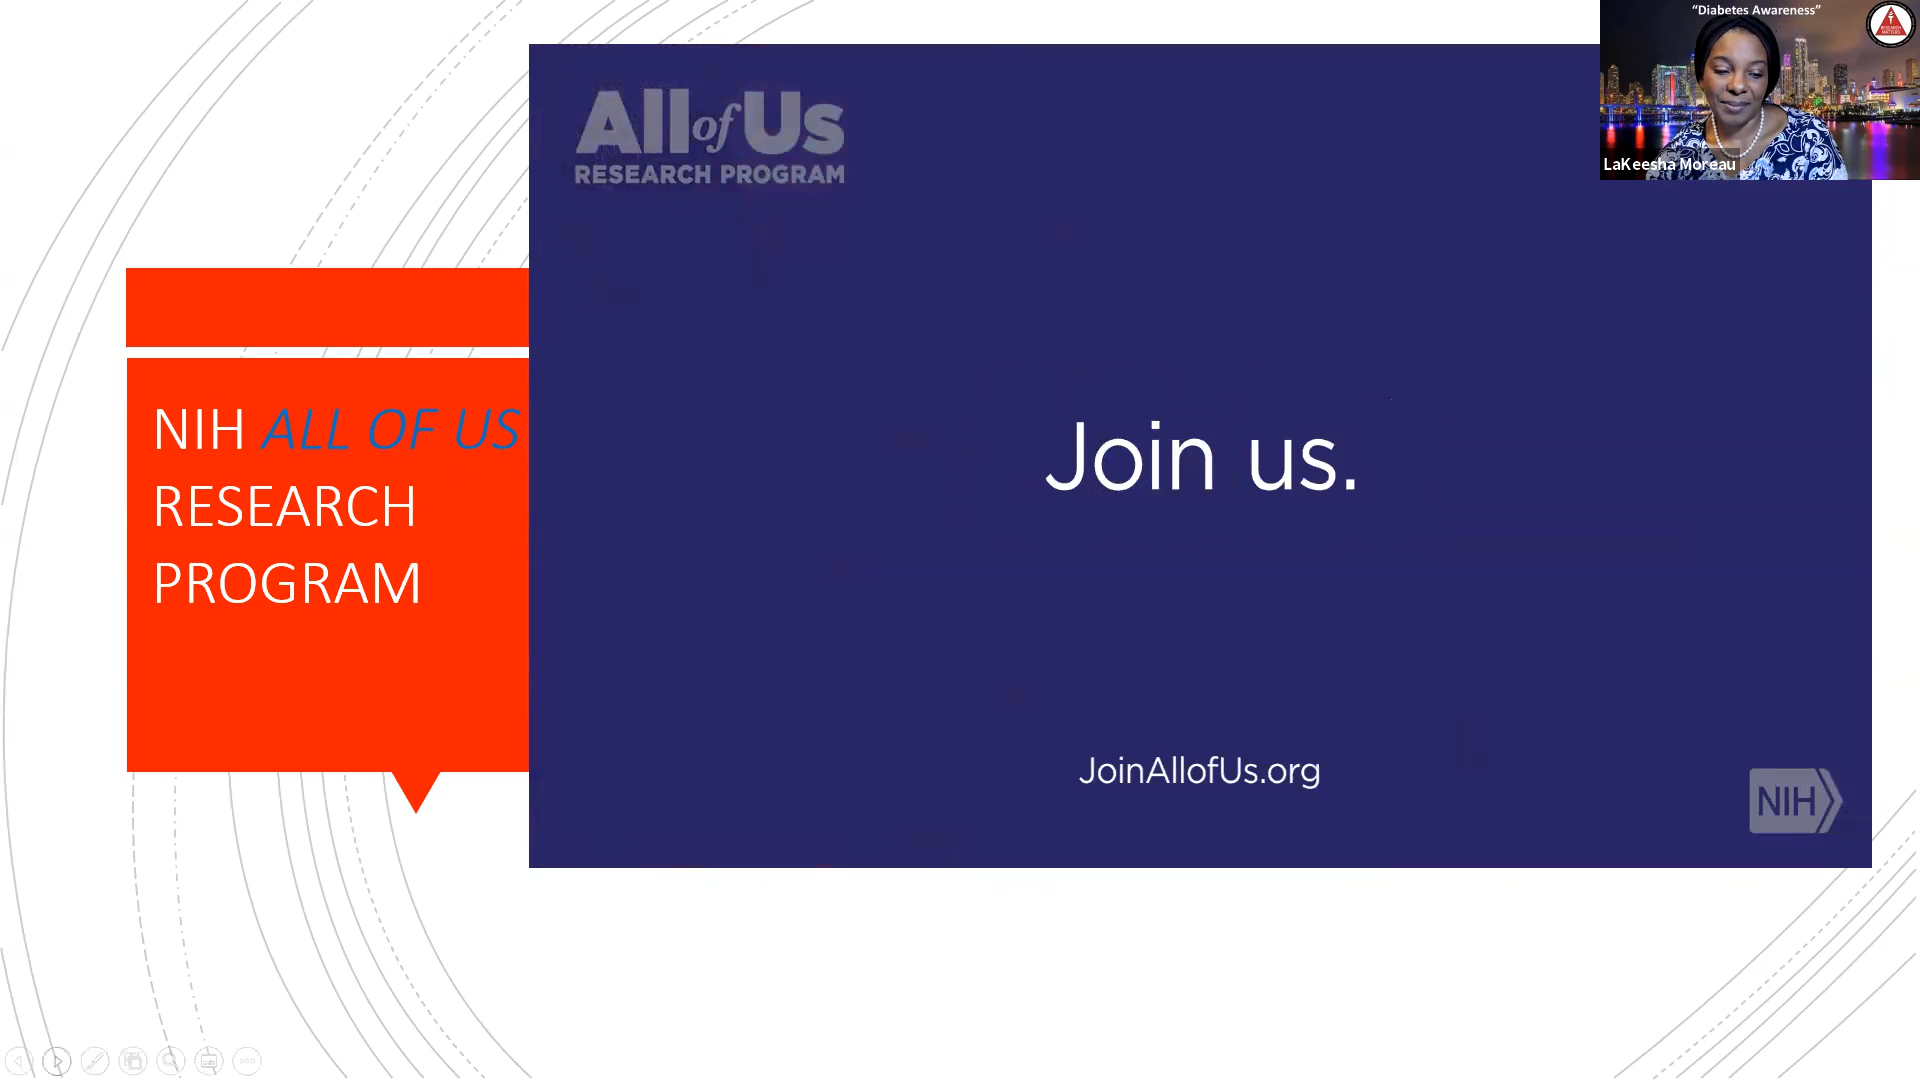 "Diabetes Awareness"
LaKeesha Moreau
All of Us
RESEARCH PROGRAM
NIH ALL OF US
RESEARCH
PROGRAM
Join us.
JoinAllofUs.org
NIH